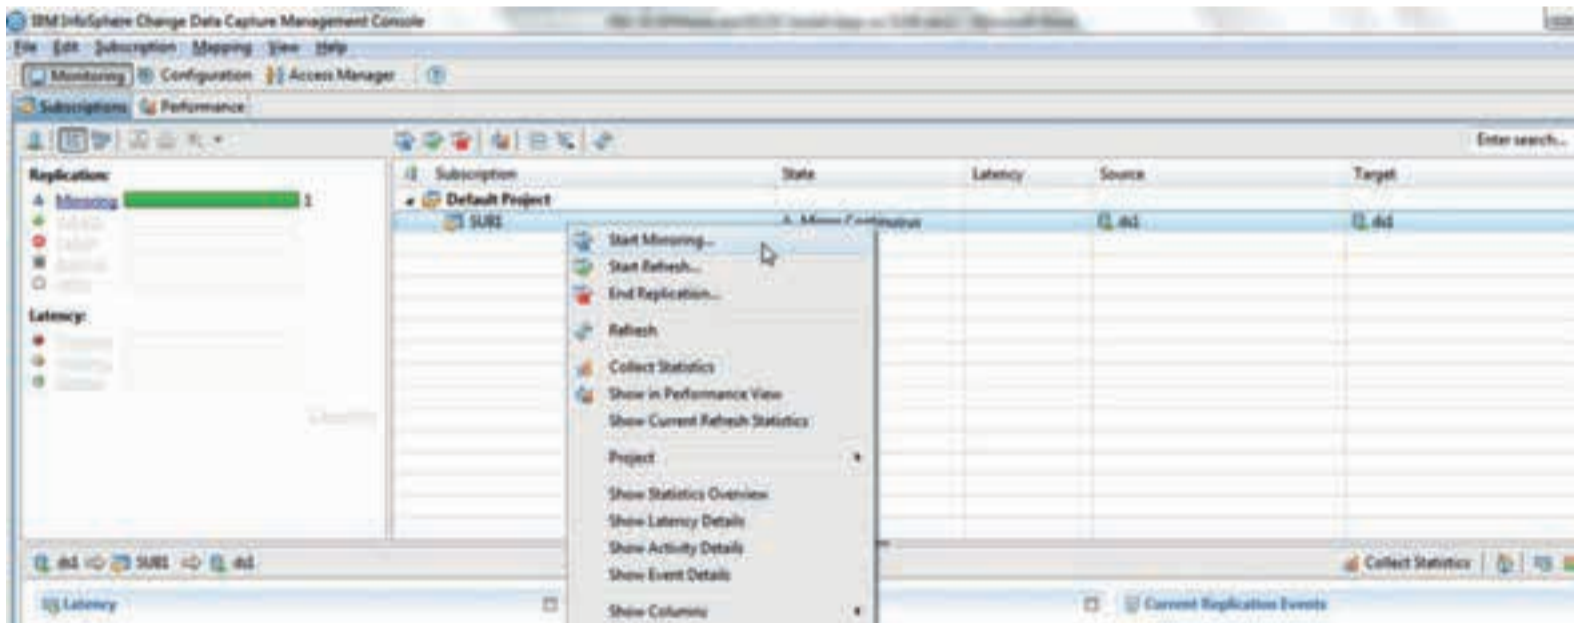 IBM InfoSphere Change Data Capture Management Console
File Edit Subscription Mapping View Help
Monitoring Configuration Access Manager
Subscriptions Performance
Enter search...
Replication:
Mirroring 1
Latency:
Subscription State Latency Source Target
Default Project
SUB1 Mirror Continuous ds1 ds1
Start Mirroring...
Start Refresh...
End Replication...
Refresh
Collect Statistics
Show in Performance View
Show Current Refresh Statistics
Project
Show Statistics Overview
Show Latency Details
Show Activity Details
Show Event Details
Show Columns
ds1 SUB1 ds1
Collect Statistics
Latency
Current Replication Events